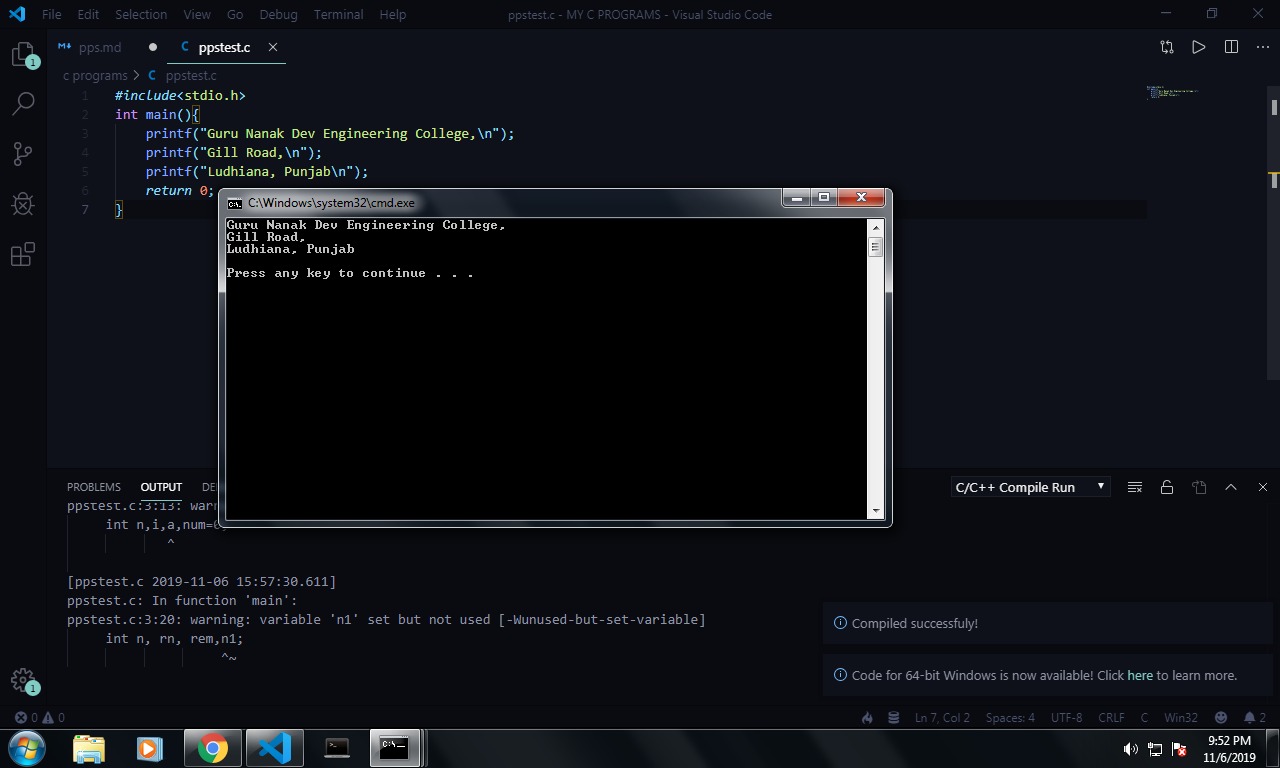 File Edit Selection View Go Debug Terminal Help ppstest.c - MY C PROGRAMS - Visual Studio Code
pps.md ppstest.c
c programs > C ppstest.c
1 #include<stdio.h>
2 int main(){
3 printf("Guru Nanak Dev Engineering College,\n");
4 printf("Gill Road,\n");
5 printf("Ludhiana, Punjab\n");
6 return 0;
7 }
C:\Windows\system32\cmd.exe
Guru Nanak Dev Engineering College,
Gill Road,
Ludhiana, Punjab
Press any key to continue . . .
PROBLEMS OUTPUT C/C++ Compile Run
ppstest.c:3:13:
int n,i,a,num=0
^
[ppstest.c 2019-11-06 15:57:30.611]
ppstest.c: In function 'main':
ppstest.c:3:20: warning: variable 'n1' set but not used [-Wunused-but-set-variable]
int n, rn, rem,n1;
^~
Compiled successfuly!
Code for 64-bit Windows is now available! Click here to learn more.
1
1
0 0 Ln 7, Col 2 Spaces: 4 UTF-8 CRLF C Win32 2
9:52 PM
11/6/2019